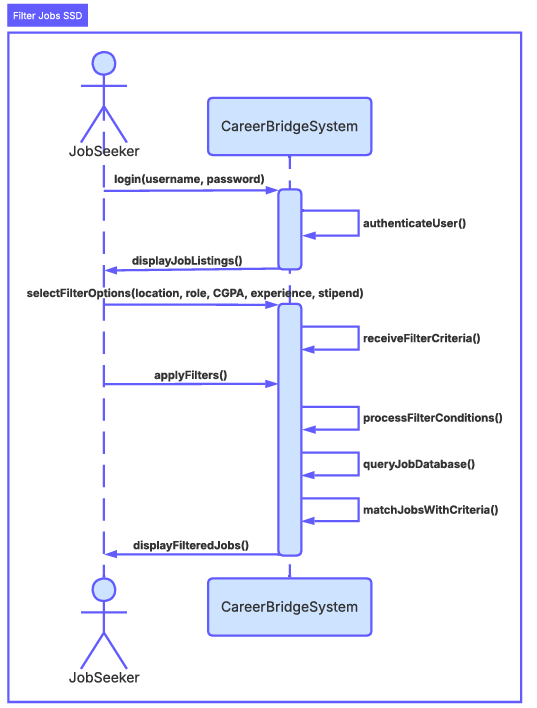 Filter Jobs SSD
JobSeeker
CareerBridgeSystem
login(username, password)
authenticateUser()
displayJobListings()
selectFilterOptions(location, role, CGPA, experience, stipend)
receiveFilterCriteria()
applyFilters()
processFilterConditions()
queryJobDatabase()
matchJobsWithCriteria()
displayFilteredJobs()
CareerBridgeSystem
JobSeeker